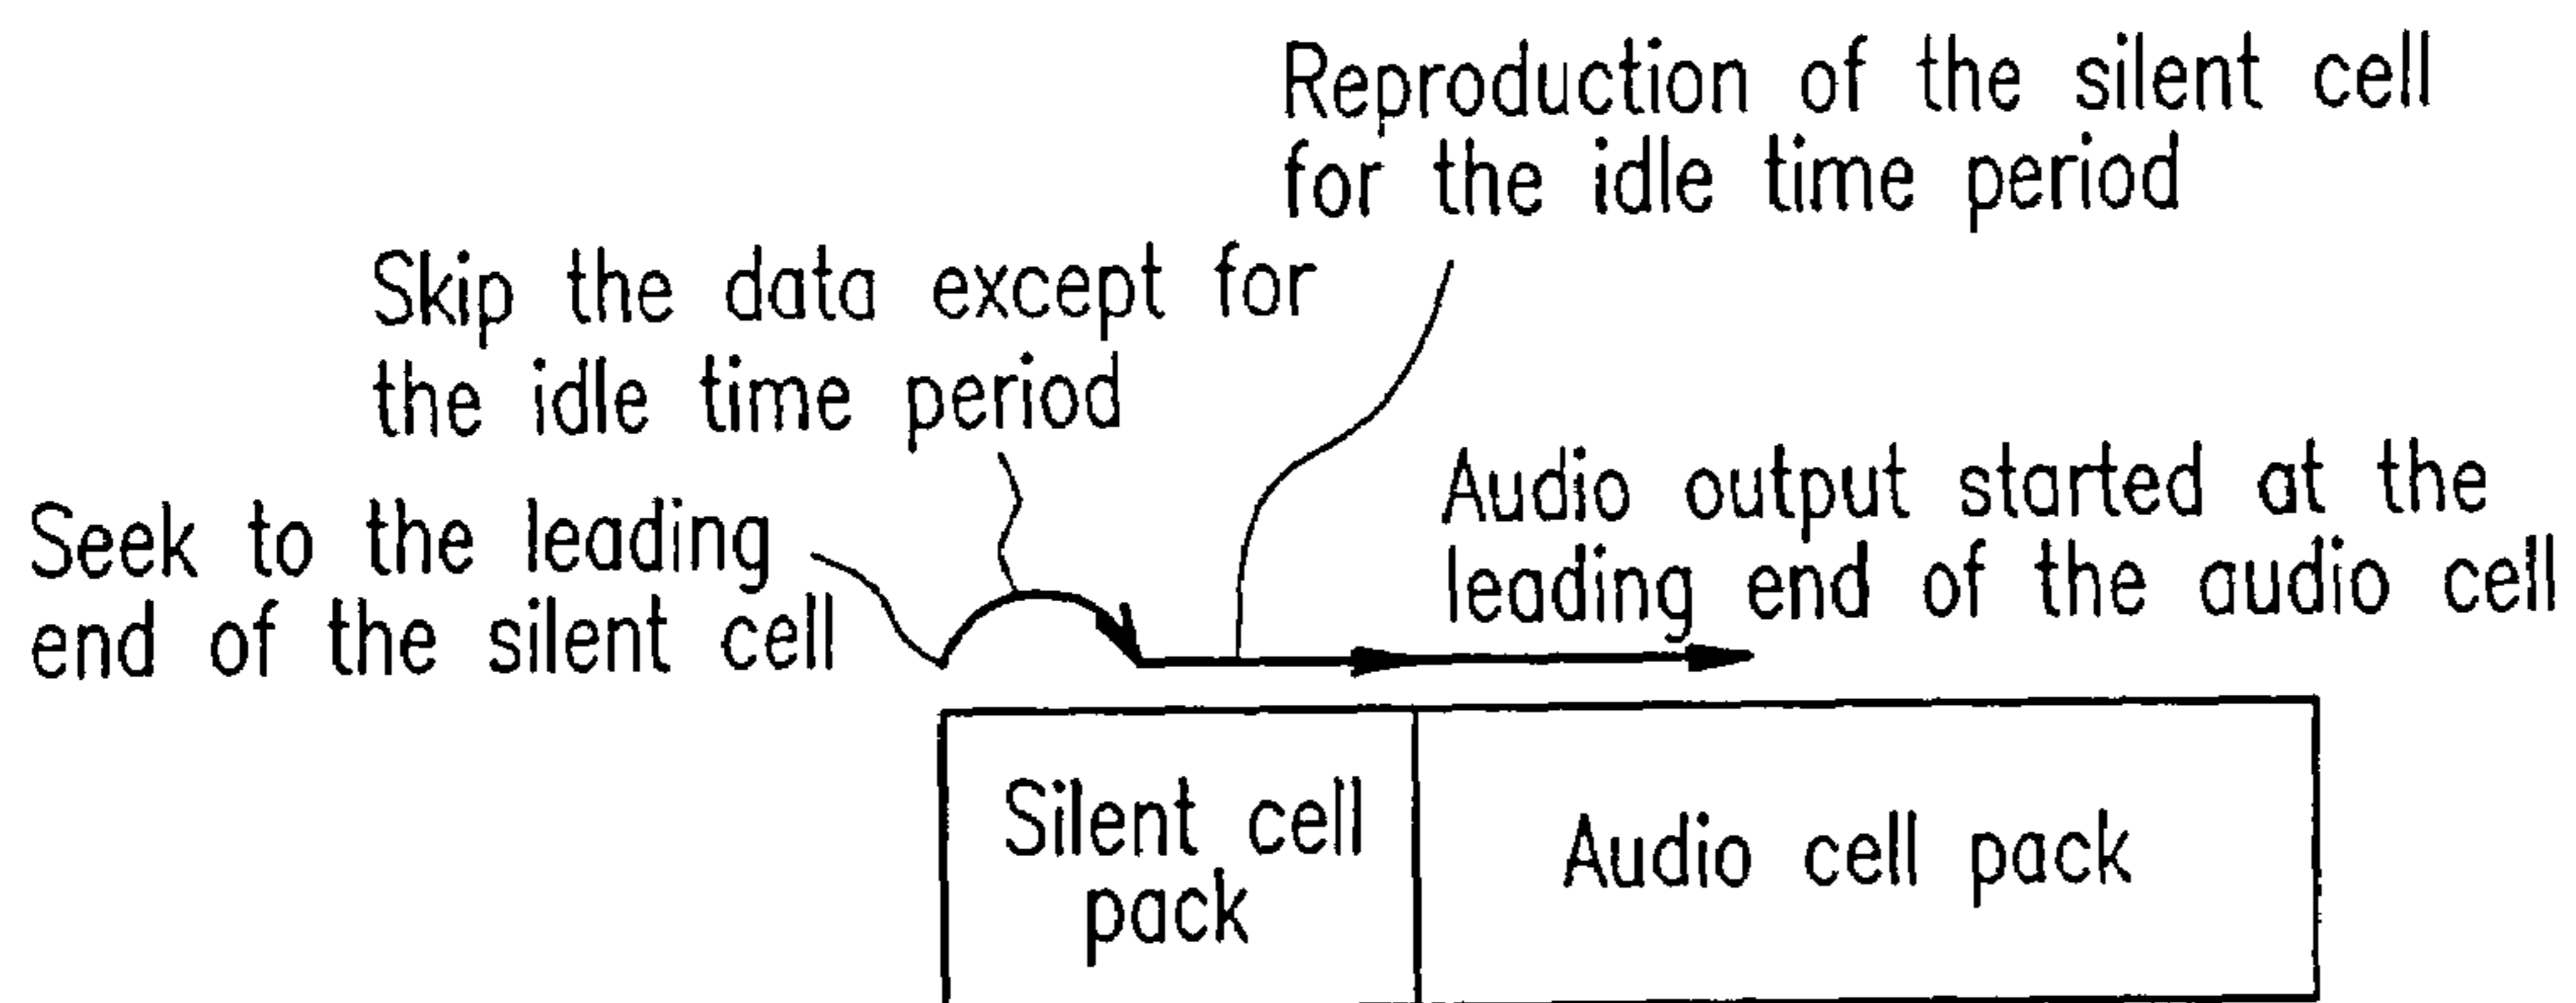 Reproduction of the silent cell
for the idle time period
Skip the data except for
the idle time period
Seek to the leading
end of the silent cell
Audio output started at the
leading end of the audio cell
Silent cell
pack
Audio cell pack